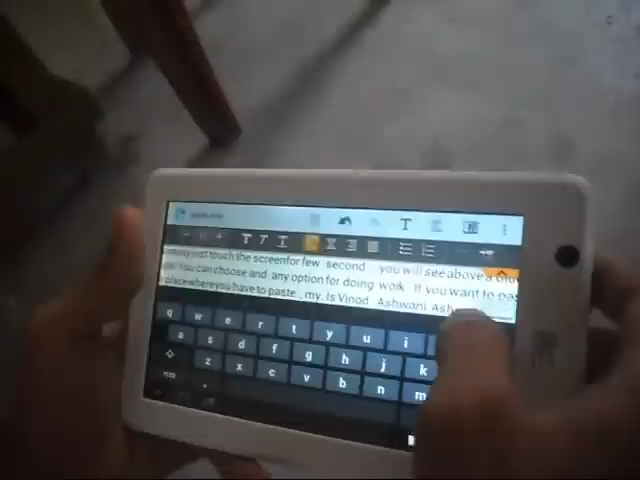 just touch the screenfor few second you will see above a
You can choose and any option for doing work If you want to pas
place where you have to paste.. my. Is Vinod. Ashwani Ash
q w e r t y u i
a s d f g h j k
z x c v b n m